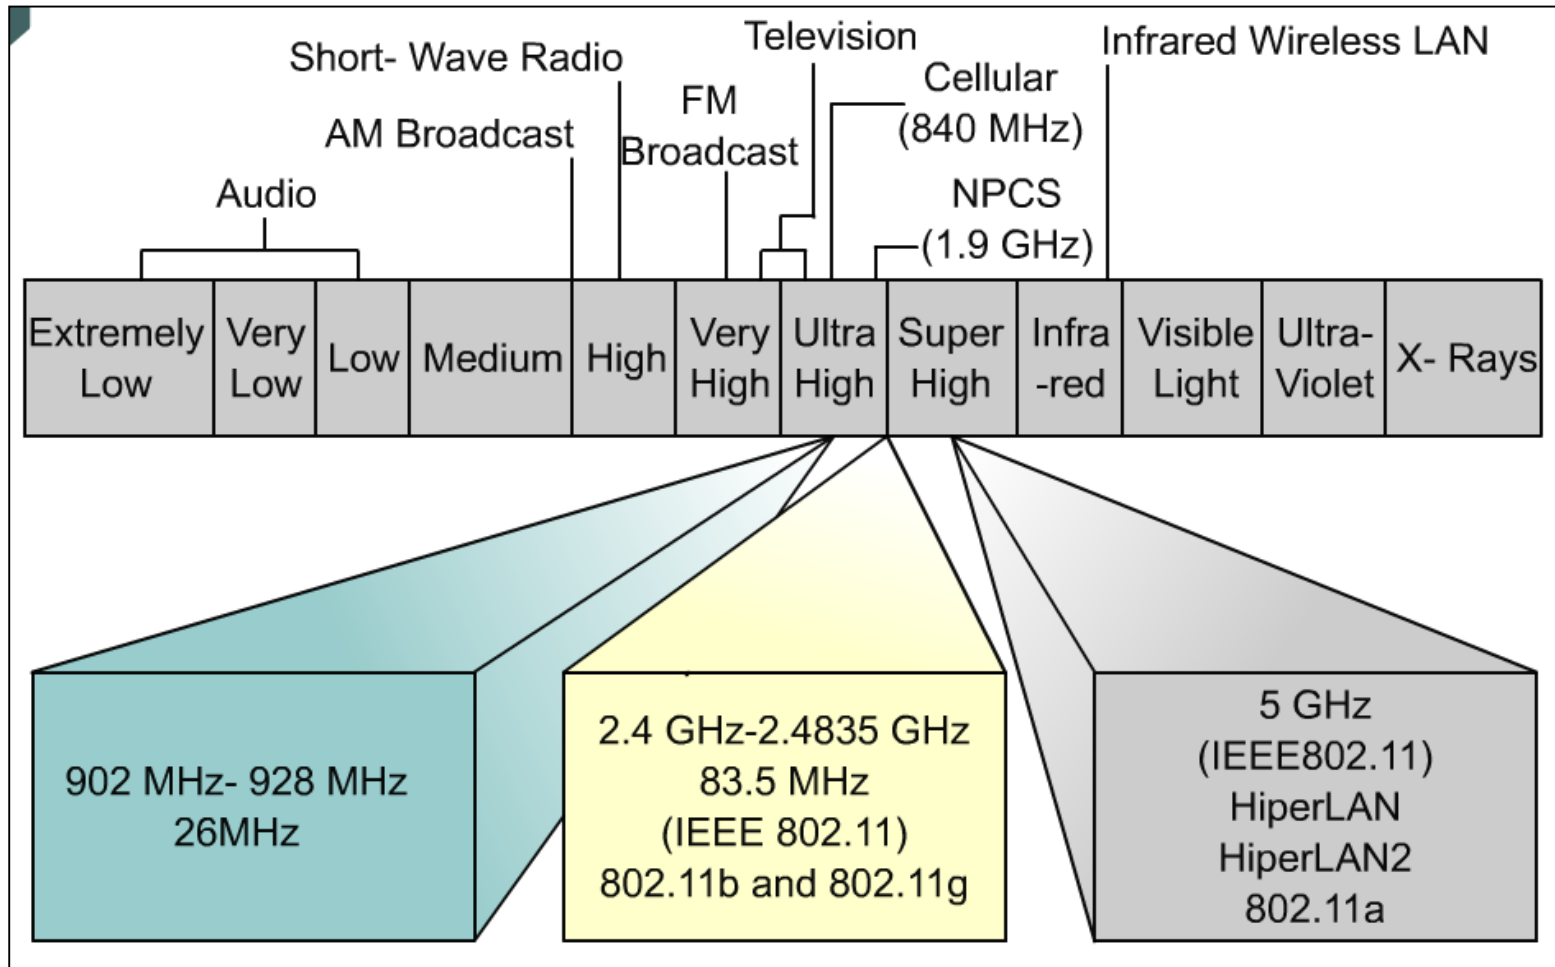 Television
Infrared Wireless LAN
Short- Wave Radio
Cellular
(840 MHz)
FM
Broadcast
AM Broadcast
NPCS
(1.9 GHz)
Audio
Extremely
Low
Very
Low
Low
Medium
High
Very
High
Ultra
High
Super
High
Infra
-red
Visible
Light
Ultra-
Violet
X- Rays
902 MHz- 928 MHz
26MHz
2.4 GHz-2.4835 GHz
83.5 MHz
(IEEE 802.11)
802.11b and 802.11g
5 GHz
(IEEE802.11)
HiperLAN
HiperLAN2
802.11a